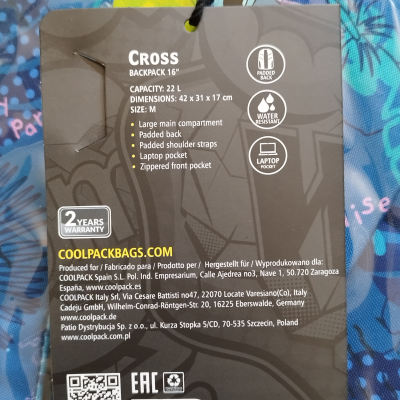 CROSS
BACKPACK 16"
CAPACITY: 22 L
DIMENSIONS: 42 x 31 x 17 cm
SIZE: M
• Large main compartment
• Padded back
• Padded shoulder straps
• Laptop pocket
• Zippered front pocket
PADDED
BACK
WATER
RESISTANT
LAPTOP
POCKET
2 YEARS
WARRANTY
COOLPACKBAGS.COM
Produced for / Fabricado para / Prodotto per / Hergestellt für / Wyprodukowano dla:
COOLPACK Spain S.L. Pol. Ind. Empresarium, Calle Ajedrea no3, Nave 1, 50.720 Zaragoza
España, www.coolpack.es
COOLPACK Italy Srl, Via Cesare Battisti no47, 22070 Locate Varesiano(Co), Italy
Cadeju GmbH, Wilhelm-Conrad-Röntgen-Str. 20, 16225 Eberswalde, Germany
www.coolpack.de
Patio Dystrybucja Sp. z o.o., ul. Kurza Stopka 5/CD, 70-535 Szczecin, Poland
www.coolpack.com.pl
EAC